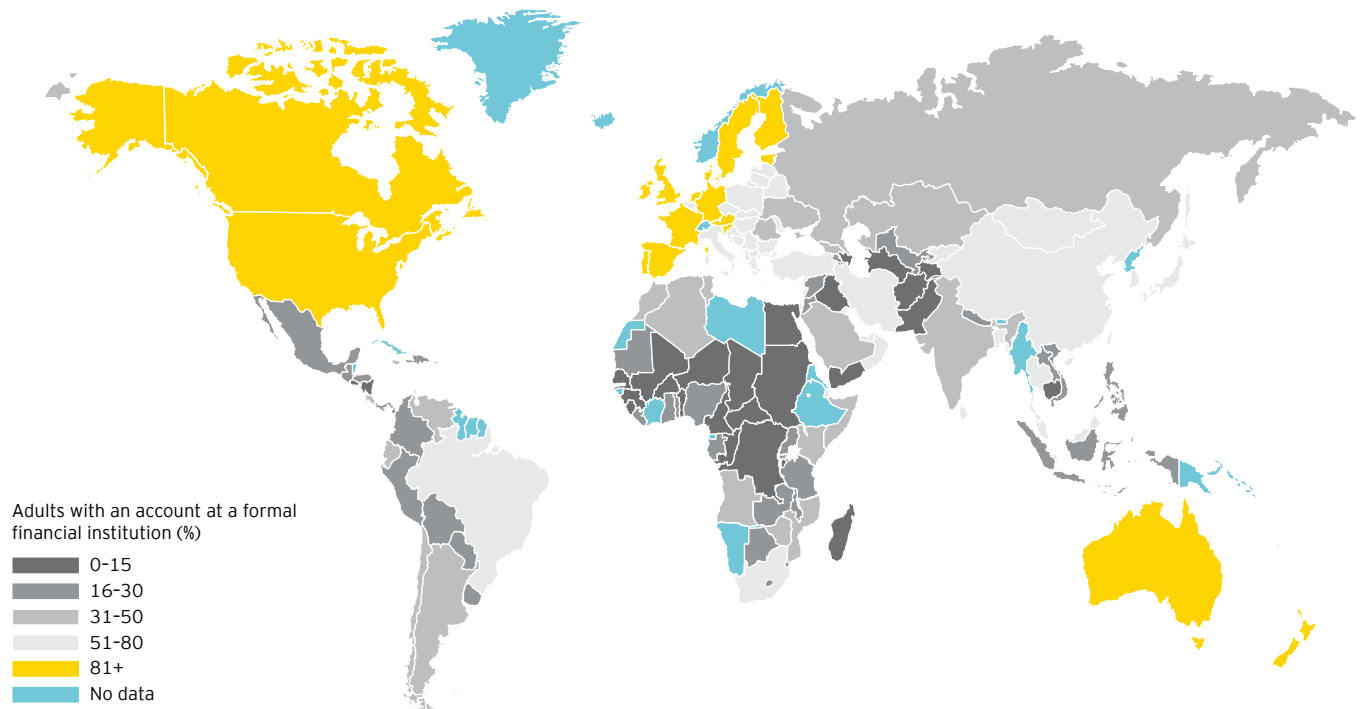 Adults with an account at a formal
financial institution (%)
0–15
16–30
31–50
51–80
81+
No data